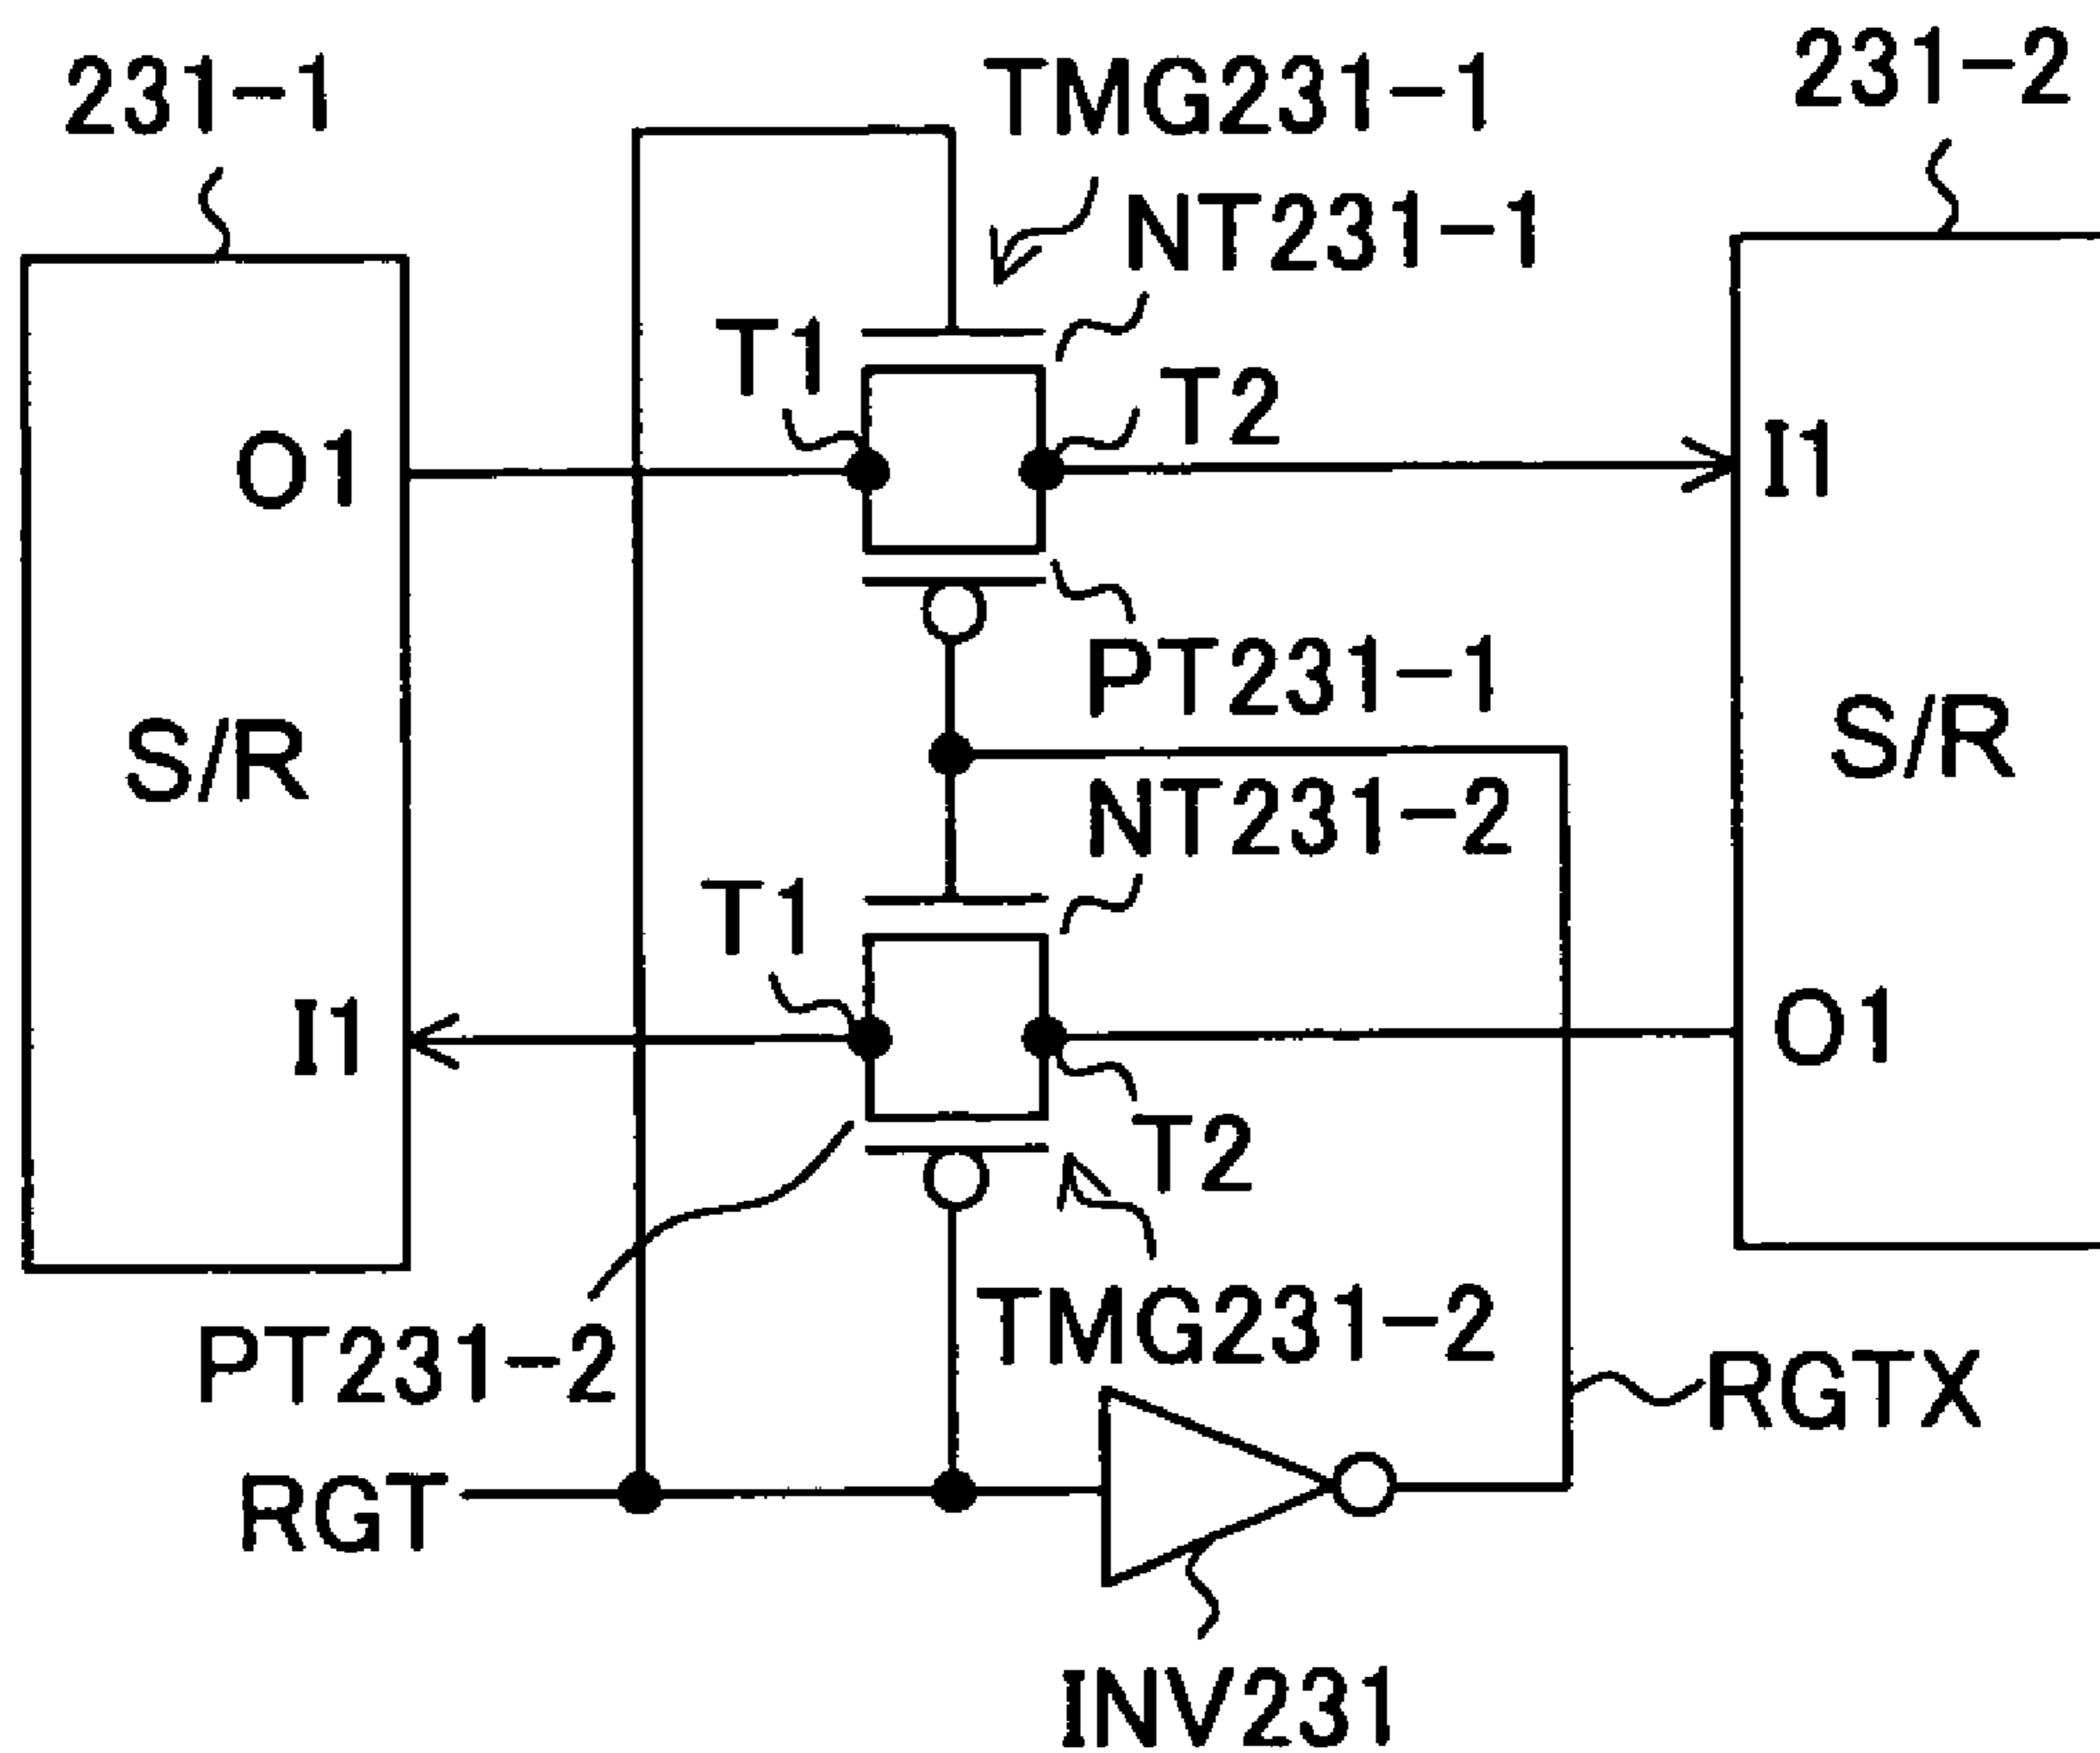 231-1
TMG231-1
231-2
NT231-1
T1
T2
O1
I1
PT231-1
S/R
S/R
NT231-2
T1
I1
O1
T2
PT231-2
TMG231-2
RGTX
RGT
INV231